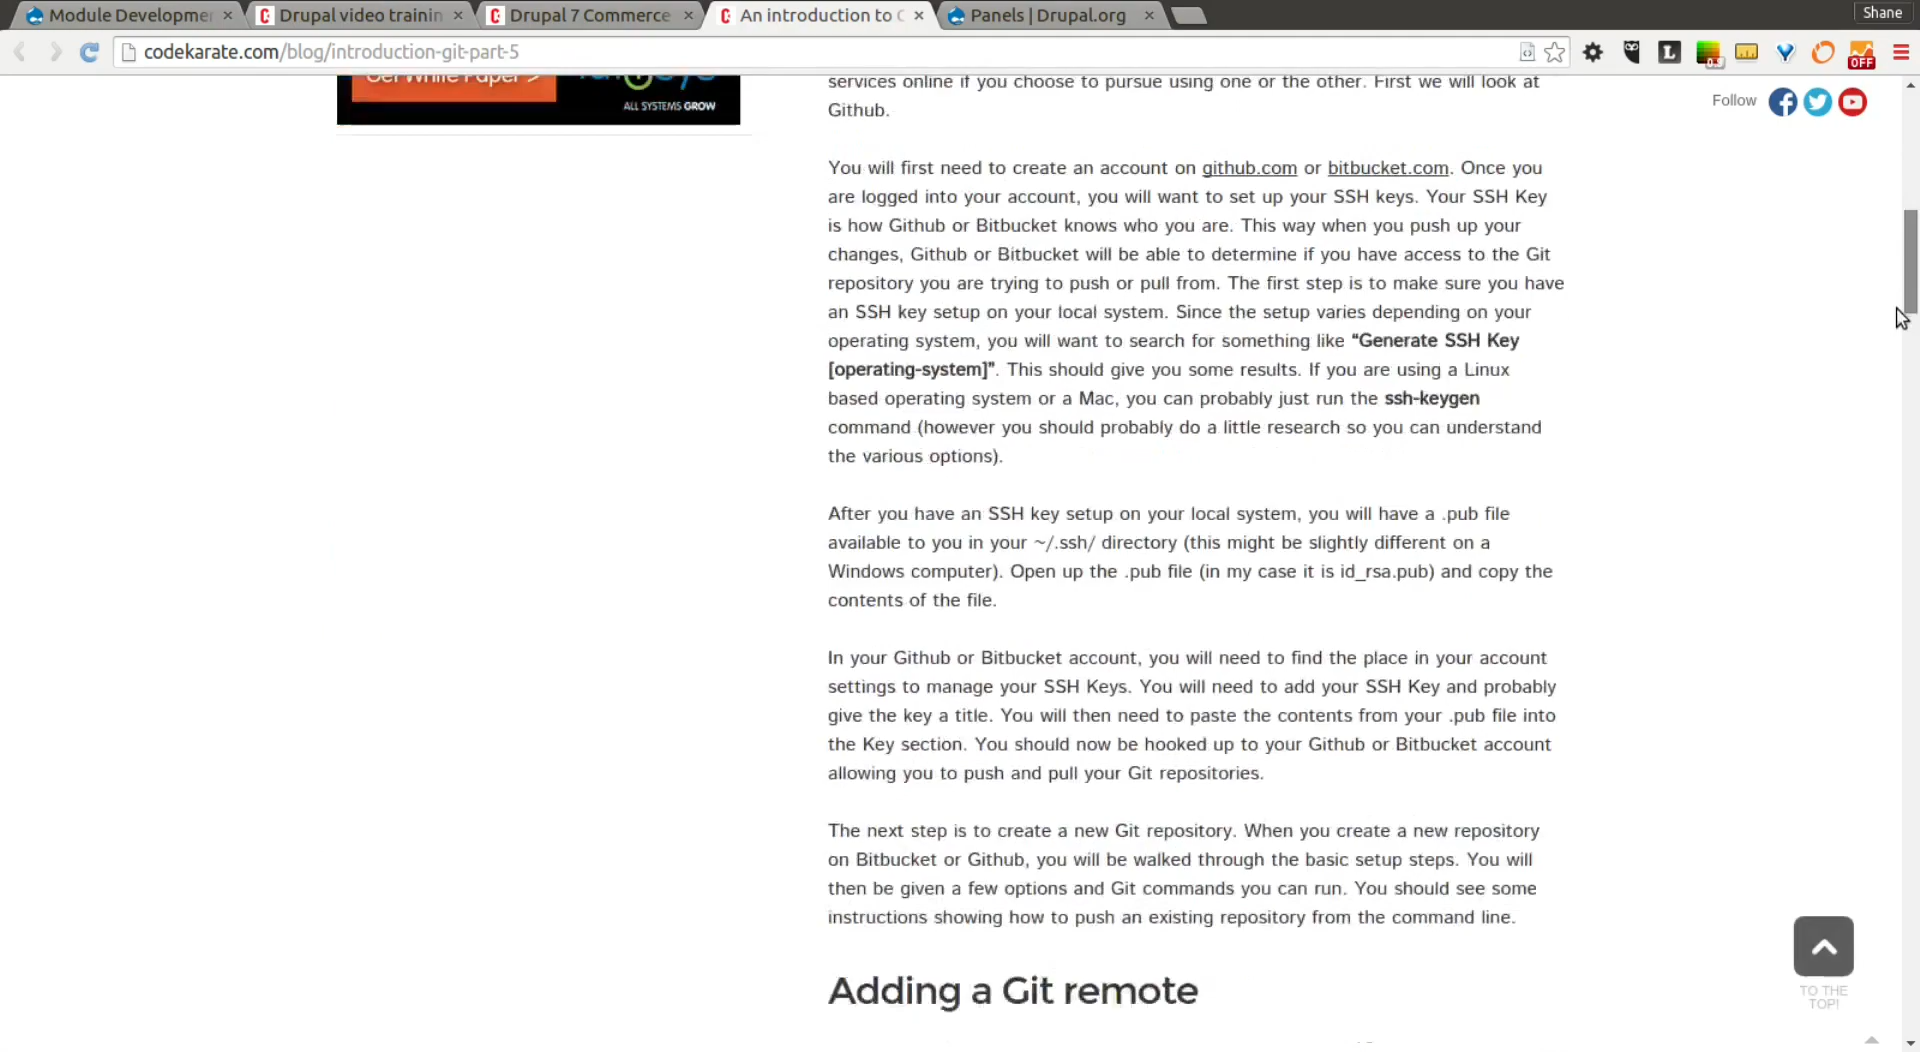 Module Developmen
Drupal video trainin
Drupal 7 Commerce
An introduction to
Panels | Drupal.org
Shane
codekarate.com/blog/introduction-git-part-5
OFF
Get White Paper >
ALL SYSTEMS GROW
Follow
services online if you choose to pursue using one or the other. First we will look at
Github.
You will first need to create an account on github.com or bitbucket.com. Once you
are logged into your account, you will want to set up your SSH keys. Your SSH Key
is how Github or Bitbucket knows who you are. This way when you push up your
changes, Github or Bitbucket will be able to determine if you have access to the Git
repository you are trying to push or pull from. The first step is to make sure you have
an SSH key setup on your local system. Since the setup varies depending on your
operating system, you will want to search for something like “Generate SSH Key
[operating-system]”. This should give you some results. If you are using a Linux
based operating system or a Mac, you can probably just run the ssh-keygen
command (however you should probably do a little research so you can understand
the various options).
After you have an SSH key setup on your local system, you will have a .pub file
available to you in your ~/.ssh/ directory (this might be slightly different on a
Windows computer). Open up the .pub file (in my case it is id_rsa.pub) and copy the
contents of the file.
In your Github or Bitbucket account, you will need to find the place in your account
settings to manage your SSH Keys. You will need to add your SSH Key and probably
give the key a title. You will then need to paste the contents from your .pub file into
the Key section. You should now be hooked up to your Github or Bitbucket account
allowing you to push and pull your Git repositories.
The next step is to create a new Git repository. When you create a new repository
on Bitbucket or Github, you will be walked through the basic setup steps. You will
then be given a few options and Git commands you can run. You should see some
instructions showing how to push an existing repository from the command line.
Adding a Git remote
TO THE
TOP!